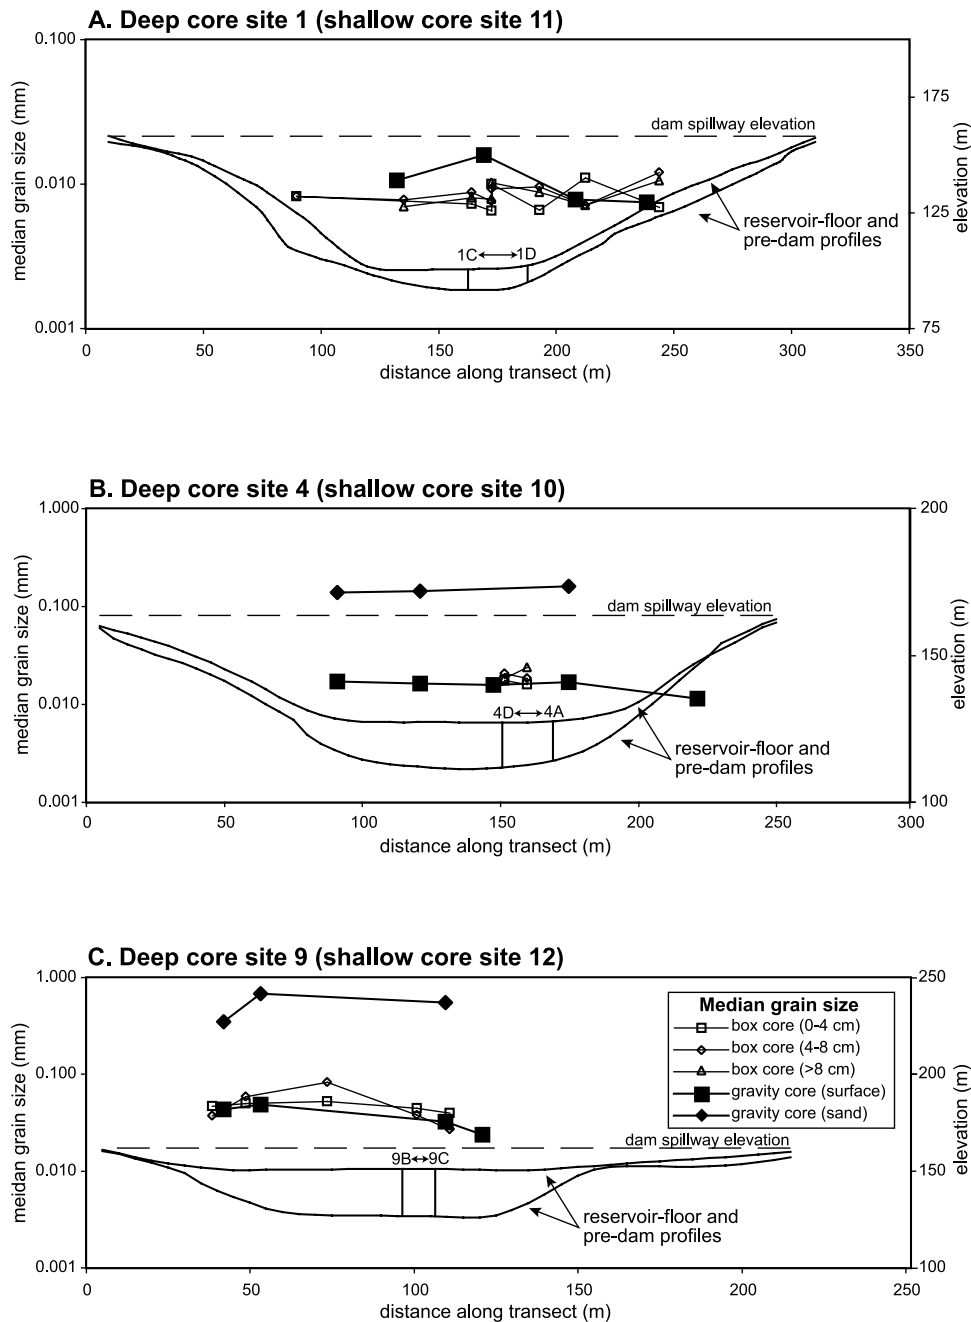 A. Deep core site 1 (shallow core site 11)
0.100
0.010
0.001
median grain size (mm)
175
125
75
elevation (m)
dam spillway elevation
reservoir-floor and
pre-dam profiles
1C
1D
0
50
100
150
200
250
300
350
distance along transect (m)
B. Deep core site 4 (shallow core site 10)
1.000
0.100
0.010
0.001
median grain size (mm)
200
150
100
elevation (m)
dam spillway elevation
4D
4A
reservoir-floor and
pre-dam profiles
0
50
100
150
200
250
300
distance along transect (m)
C. Deep core site 9 (shallow core site 12)
1.000
0.100
0.010
0.001
meidan grain size (mm)
250
200
150
100
elevation (m)
Median grain size
box core (0-4 cm)
box core (4-8 cm)
box core (>8 cm)
gravity core (surface)
gravity core (sand)
dam spillway elevation
9B
9C
reservoir-floor and
pre-dam profiles
0
50
100
150
200
250
distance along transect (m)